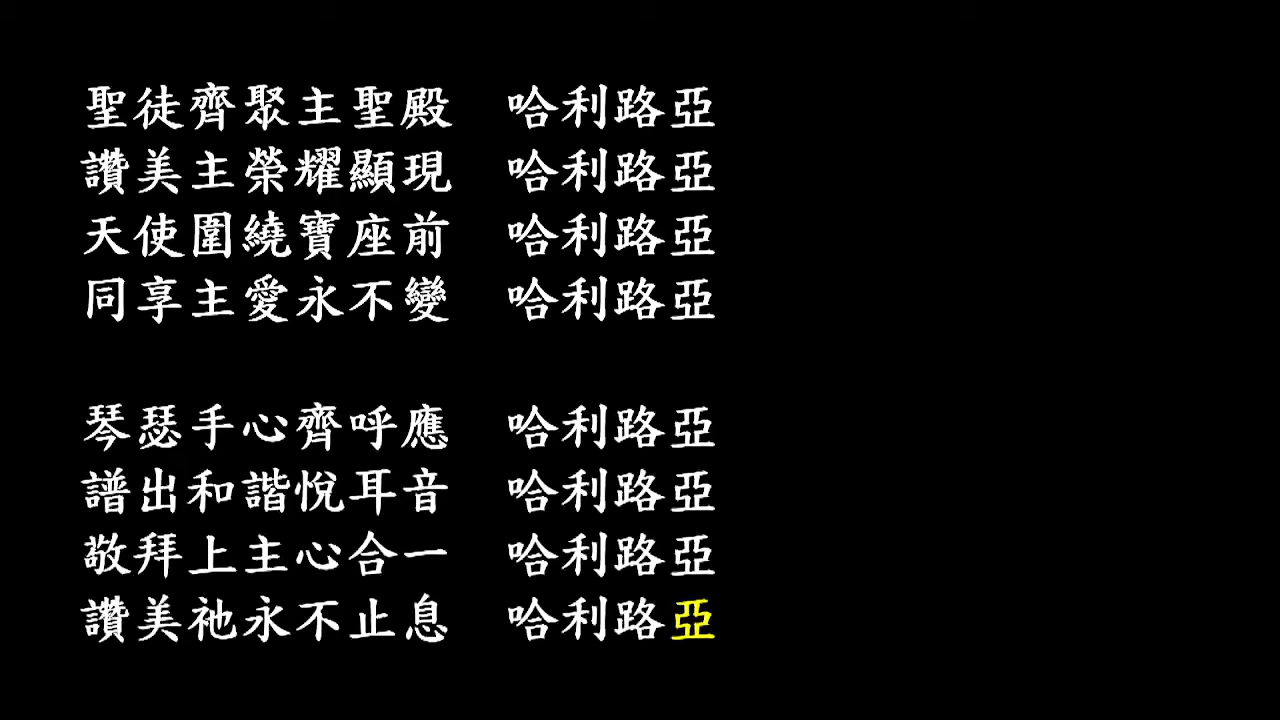 聖徒齊聚主聖殿　哈利路亞
讚美主榮耀顯現　哈利路亞
天使圍繞寶座前　哈利路亞
同享主愛永不變　哈利路亞
琴瑟手心齊呼應　哈利路亞
譜出和諧悅耳音　哈利路亞
敬拜上主心合一　哈利路亞
讚美祂永不止息　哈利路亞